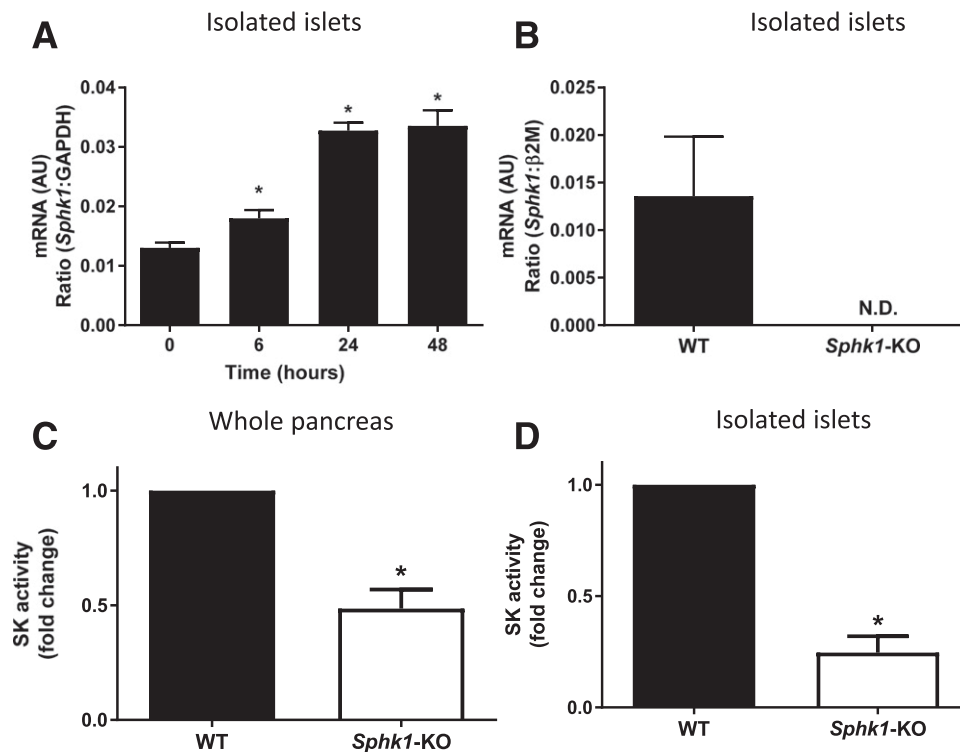 A
Isolated islets
mRNA (AU)
Ratio (Sphk1:GAPDH)
0.04
0.03
0.02
0.01
0.00
*
*
*
0
6
24
48
Time (hours)
B
Isolated islets
mRNA (AU)
Ratio (Sphk1:β2M)
0.025
0.020
0.015
0.010
0.005
0.000
N.D.
WT
Sphk1-KO
C
Whole pancreas
SK activity
(fold change)
1.0
0.5
0.0
*
WT
Sphk1-KO
D
Isolated islets
SK activity
(fold change)
1.0
0.5
0.0
*
WT
Sphk1-KO